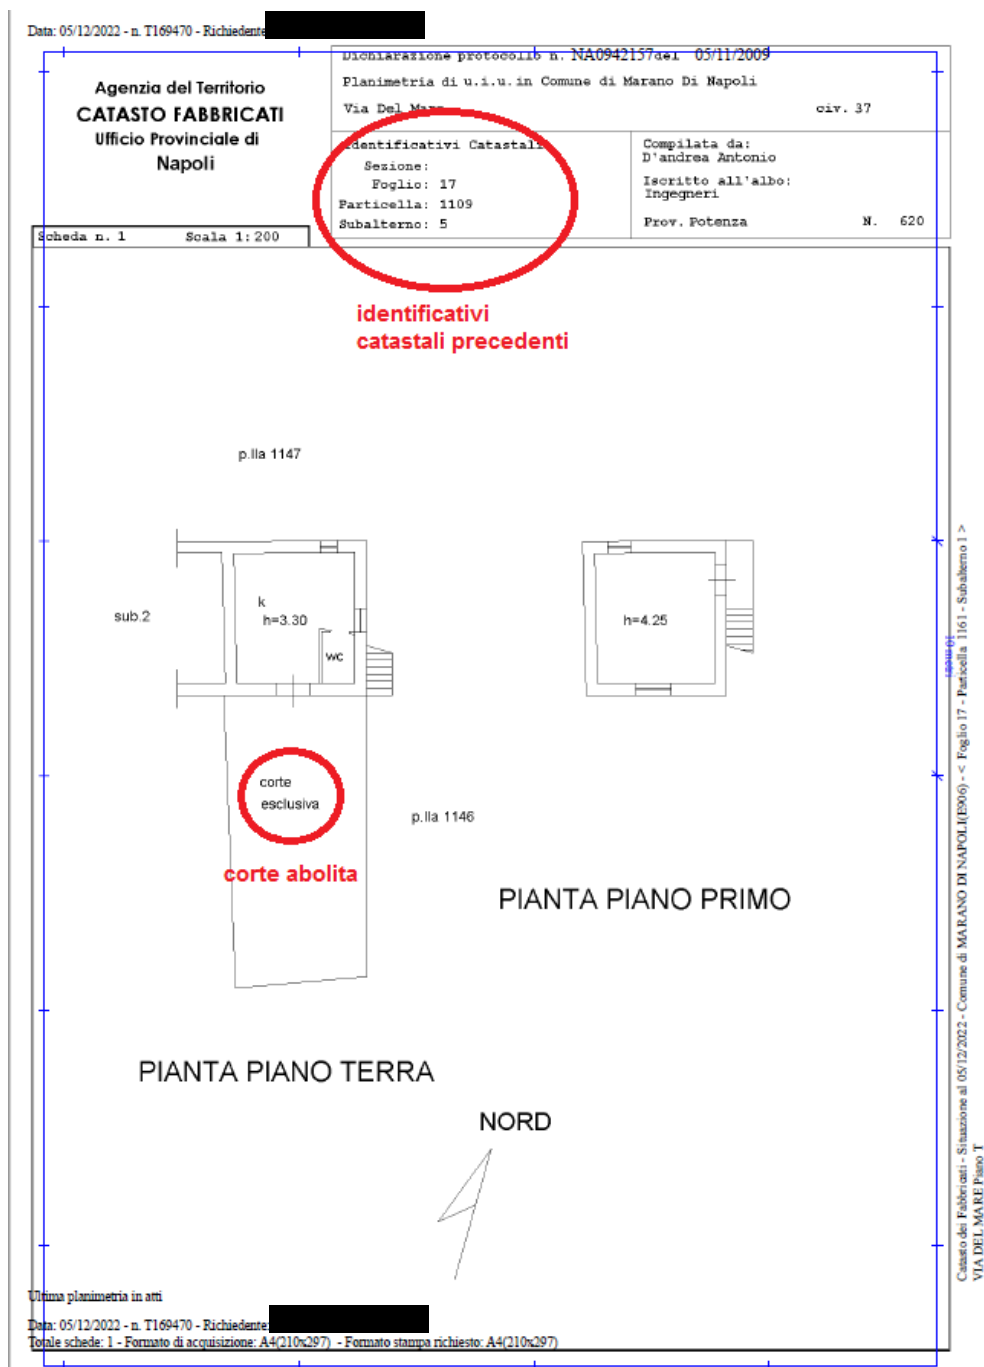 Data: 05/12/2022 - n. T169470 - Richiedente
Agenzia del Territorio
CATASTO FABBRICATI
Ufficio Provinciale di
Napoli
Dichiarazione protocollo n. NA0942157del 05/11/2009
Planimetria di u.i.u. in Comune di Marano Di Napoli
Via Del Mare civ. 37
Identificativi Catastali
Sezione:
Foglio: 17
Particella: 1109
Subalterno: 5
Compilata da:
D'andrea Antonio
Iscritto all'albo:
Ingegneri
Prov. Potenza N. 620
Scheda n. 1 Scala 1:200
identificativi
catastali precedenti
p.lla 1147
sub.2
k
h=3.30
wc
h=4.25
corte
esclusiva
p.lla 1146
corte abolita
PIANTA PIANO PRIMO
PIANTA PIANO TERRA
NORD
10 metri
Catasto dei Fabbricati - Situazione al 05/12/2022 - Comune di MARANO DI NAPOLI(E906) - < Foglio 17 - Particella 1161 - Subalterno 1 >
VIA DEL MARE Piano T
Ultima planimetria in atti
Data: 05/12/2022 - n. T169470 - Richiedente:
Totale schede: 1 - Formato di acquisizione: A4(210x297) - Formato stampa richiesto: A4(210x297)